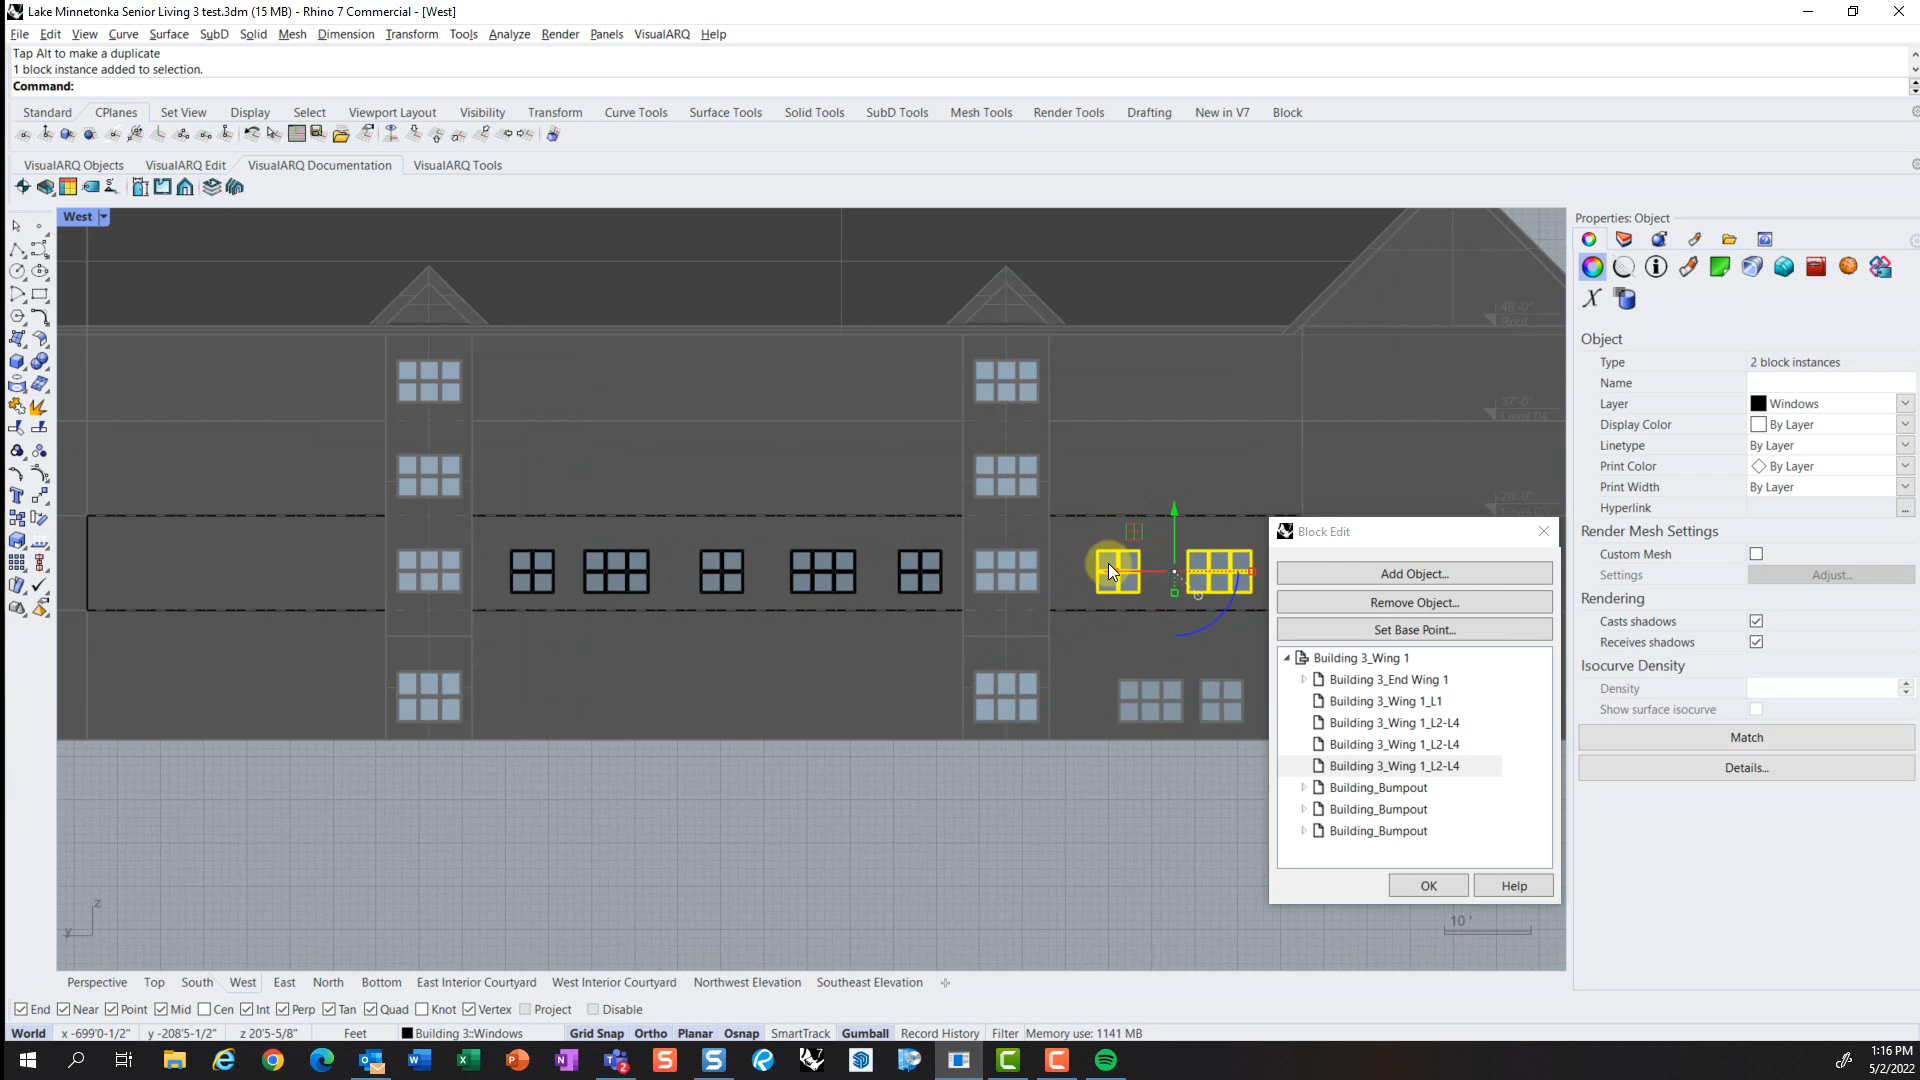 Lake Minnetonka Senior Living 3 test.3dm (15 MB) - Rhino 7 Commercial - [West]
File Edit View Curve Surface SubD Solid Mesh Dimension Transform Tools Analyze Render Panels VisualARQ Help
Tap Alt to make a duplicate
1 block instance added to selection.
Command:
Standard CPlanes Set View Display Select Viewport Layout Visibility Transform Curve Tools Surface Tools Solid Tools SubD Tools Mesh Tools Render Tools Drafting New in V7 Block
VisualARQ Objects VisualARQ Edit VisualARQ Documentation VisualARQ Tools
West
Properties: Object
Object
Type 2 block instances
Name
Layer Windows
Display Color By Layer
Linetype By Layer
Print Color By Layer
Print Width By Layer
Hyperlink ...
Render Mesh Settings
Custom Mesh
Settings Adjust...
Rendering
Casts shadows
Receives shadows
Isocurve Density
Density
Show surface isocurve
Match
Details...
48'-0"
Roof
Level 04
Block Edit
Add Object...
Remove Object...
Set Base Point...
Building 3_Wing 1
Building 3_End Wing 1
Building 3_Wing 1_L1
Building 3_Wing 1_L2-L4
Building 3_Wing 1_L2-L4
Building 3_Wing 1_L2-L4
Building_Bumpout
Building_Bumpout
Building_Bumpout
OK Help
10 '
z
y
Perspective Top South West East North Bottom East Interior Courtyard West Interior Courtyard Northwest Elevation Southeast Elevation
End Near Point Mid Cen Int Perp Tan Quad Knot Vertex Project Disable
World x -699'0-1/2" y -208'5-1/2" z 20'5-5/8" Feet Building 3::Windows Grid Snap Ortho Planar Osnap SmartTrack Gumball Record History Filter Memory use: 1141 MB
1:16 PM
5/2/2022